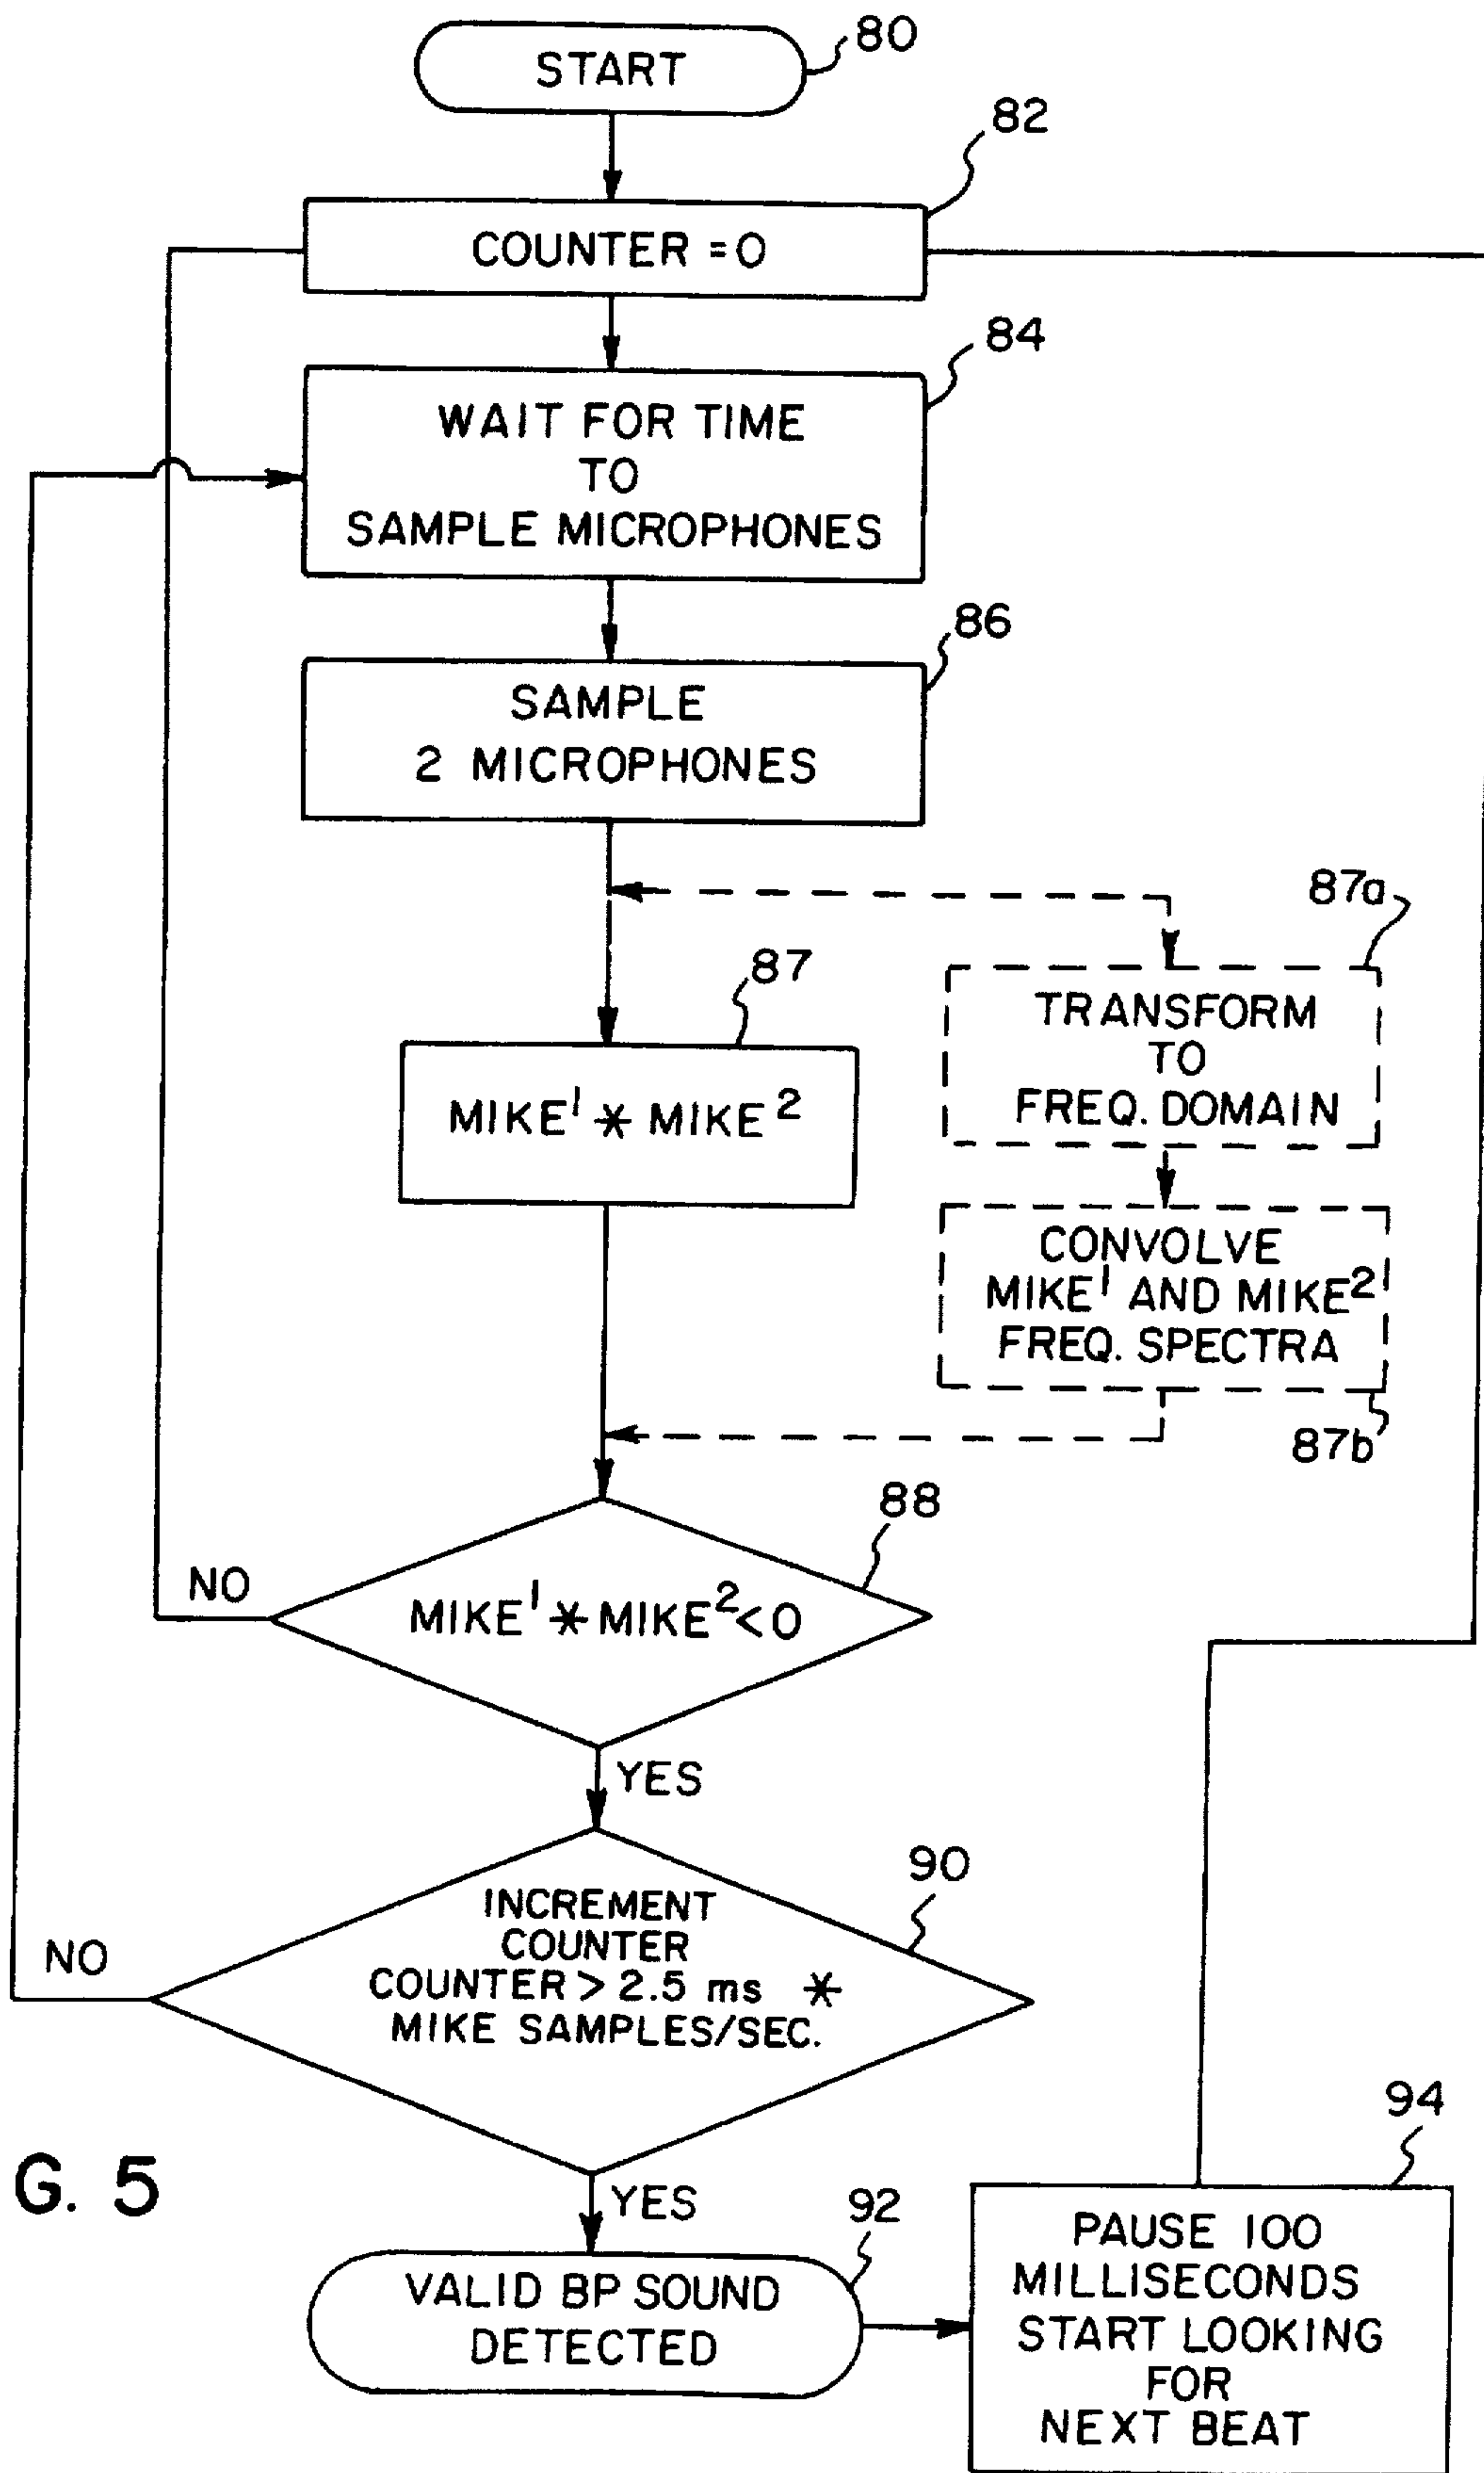 START
80
82
COUNTER = 0
84
WAIT FOR TIME
TO
SAMPLE MICROPHONES
86
SAMPLE
2 MICROPHONES
87a
87
TRANSFORM
TO
FREQ. DOMAIN
MIKE¹ * MIKE²
CONVOLVE
MIKE¹ AND MIKE²
FREQ. SPECTRA
87b
88
NO
MIKE¹ * MIKE² < 0
YES
90
INCREMENT
COUNTER
COUNTER > 2.5 ms *
MIKE SAMPLES/SEC.
NO
94
G. 5
YES
92
VALID BP SOUND
DETECTED
PAUSE 100
MILLISECONDS
START LOOKING
FOR
NEXT BEAT